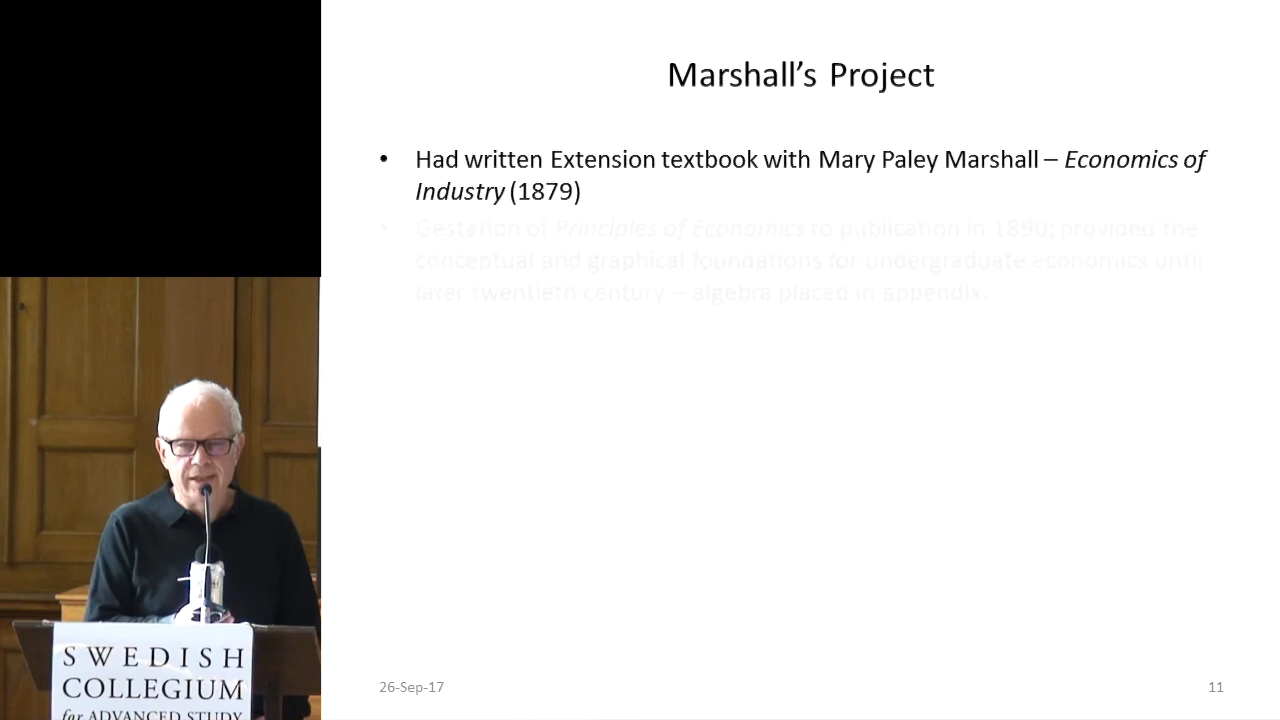 Marshall’s Project
• Had written Extension textbook with Mary Paley Marshall – Economics of
Industry (1879)
• Gestation of Principles of Economics to publication in 1890; provided the
conceptual and graphical foundations for undergraduate economics until
later twentieth century – algebra placed in appendix.
26-Sep-17
11
SWEDISH
COLLEGIUM
for ADVANCED STUDY